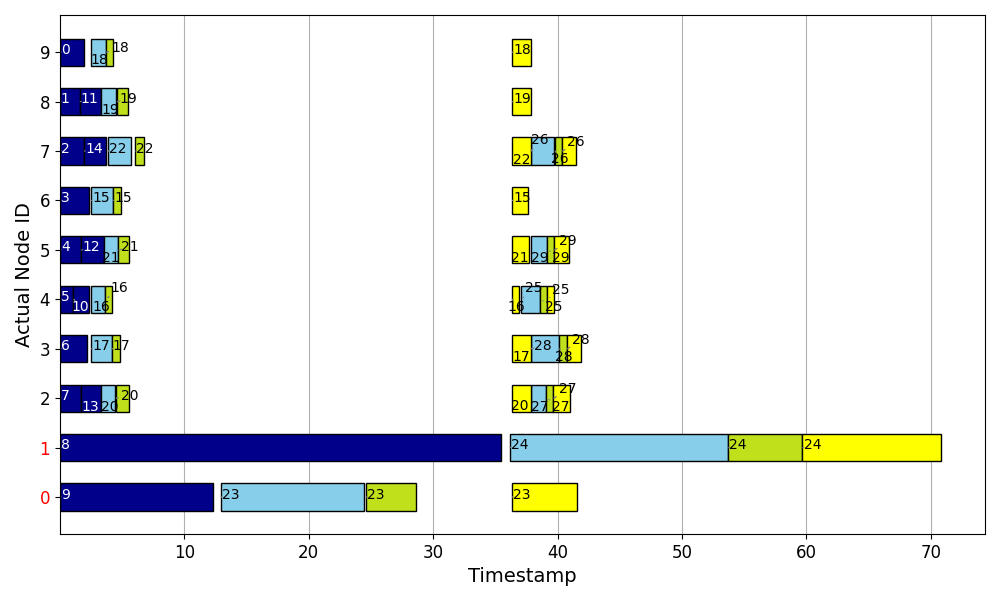 9 0 18 18 18
8 1 11 19 19 19
7 2 14 22 22 22 26 26 26
6 3 15 15 15
5 4 12 21 21 21 29 29 29
4 5 10 16 16 16 25 25 25
3 6 17 17 17 28 28 28
2 7 13 20 20 20 27 27 27
1 8 24 24 24
0 9 23 23 23
10 20 30 40 50 60 70
Timestamp
Actual Node ID